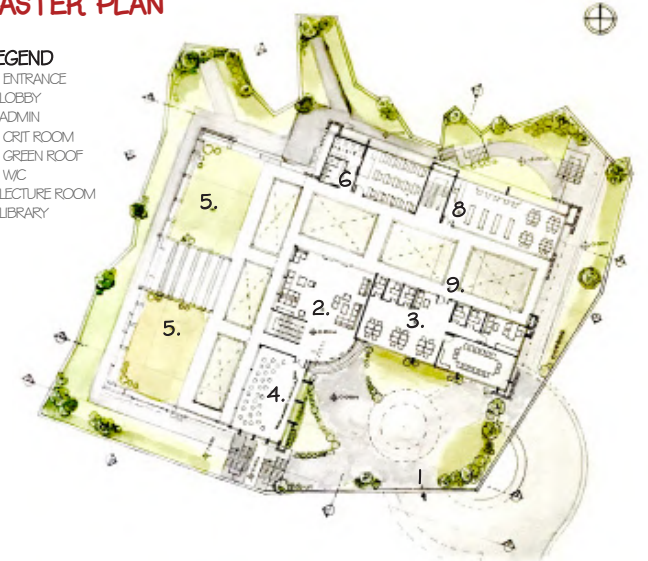 ASTER PLAN
EGEND
ENTRANCE
LOBBY
ADMIN
CRIT ROOM
GREEN ROOF
WC
LECTURE ROOM
LIBRARY
6.
5.
8
9.
2.
3.
5.
4.
1